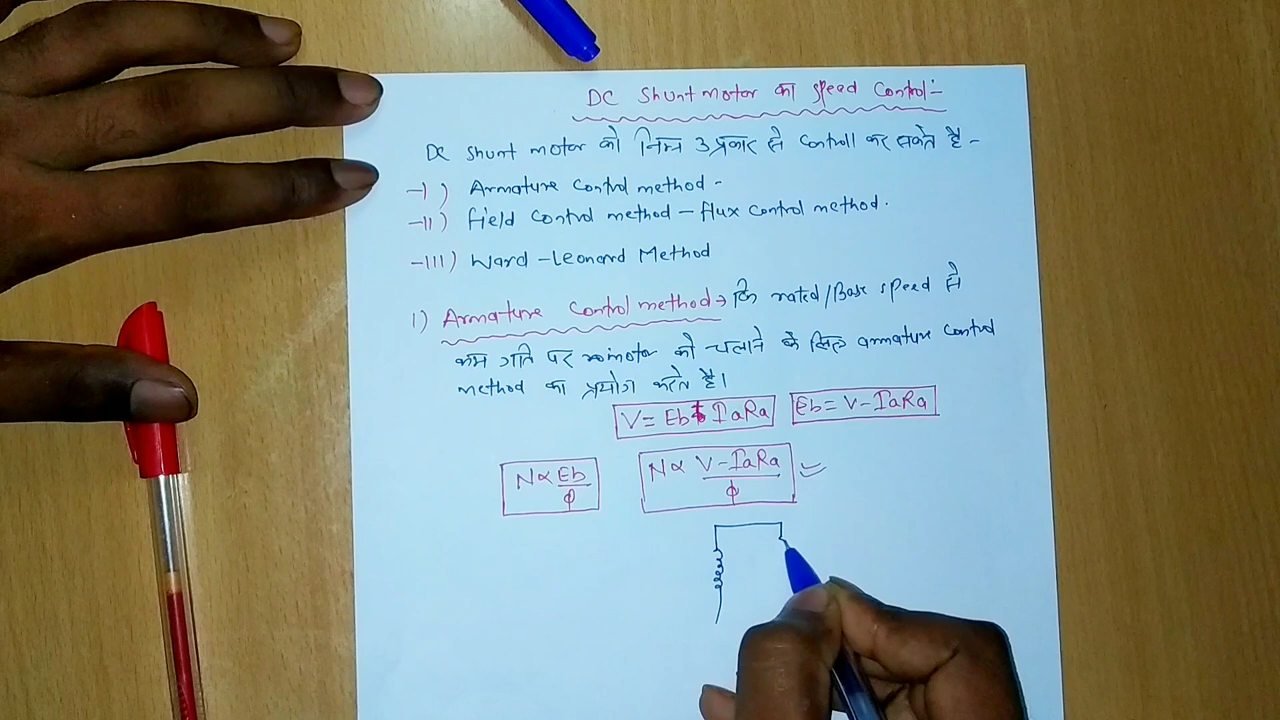 DC Shunt motor का Speed Control:-
DC shunt motor को निम्न 3 प्रकार से controll कर सकते है -
-I) Armature Control method -
-II) field Control method - flux Control method.
-III) Ward - Leonard Method
1) Armature Control method → कि rated/Base speed से
कम गति पर motor को चलाने के लिए armature control
method का प्रयोग करते है।
V = Eb + IaRa Eb = V - IaRa
N ∝ Eb/φ N ∝ V - IaRa/φ